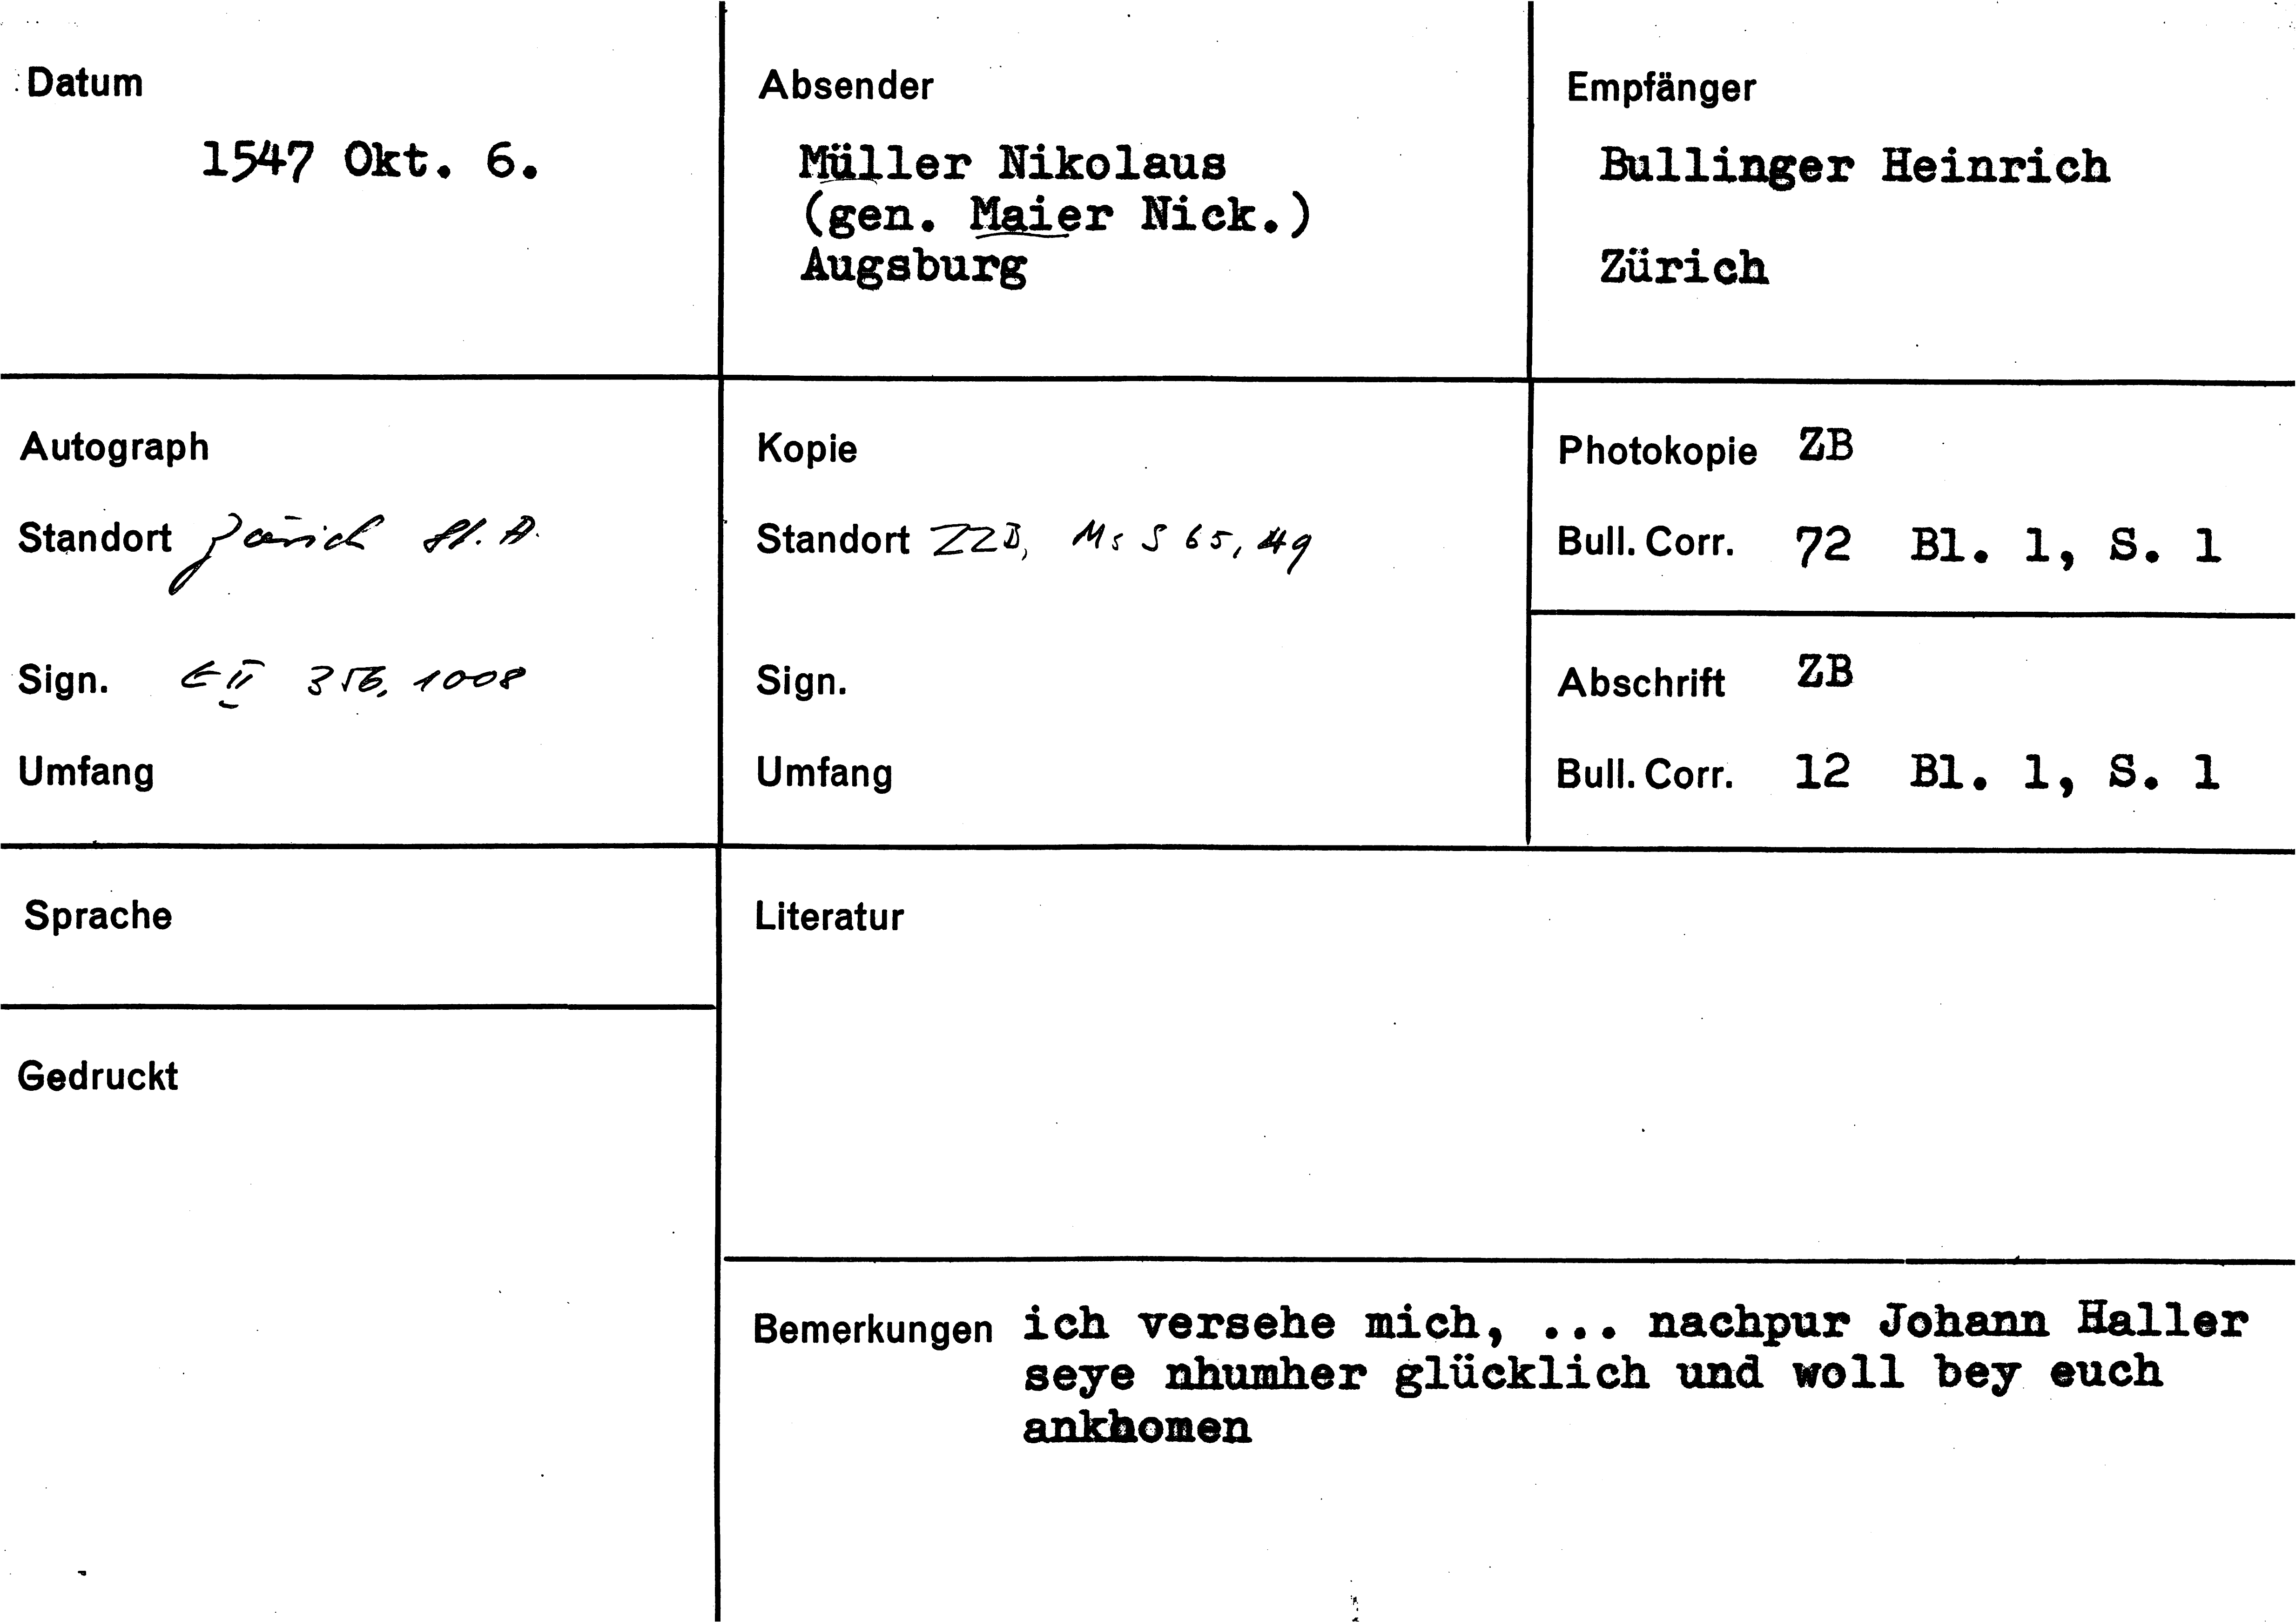 Datum
1547 Okt. 6.
Absender
Müller Nikolaus
(gen. Maier Nick.)
Augsburg
Empfänger
Bullinger Heinrich
Zürich
Autograph
Standort Zürich St. A.
Sign. E II 356, 1008
Umfang
Kopie
Standort ZZB, Ms S 65, 49
Sign.
Umfang
Photokopie ZB
Bull. Corr. 72 Bl. 1, S. 1
Abschrift ZB
Bull. Corr. 12 Bl. 1, S. 1
Sprache
Gedruckt
Literatur
Bemerkungen ich versehe mich, ... nachpur Johann Haller
seye nhumher glücklich und woll bey euch
ankhomen